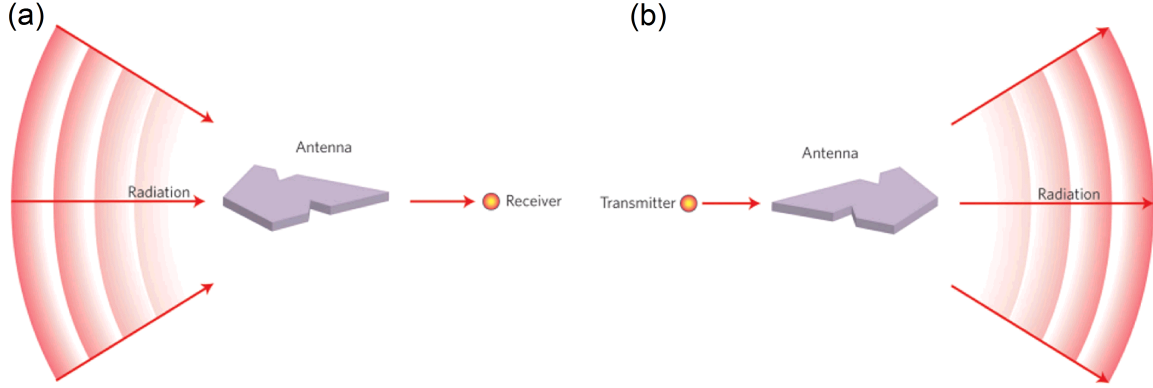 (a)
(b)
Antenna
Radiation
Receiver
Antenna
Transmitter
Radiation